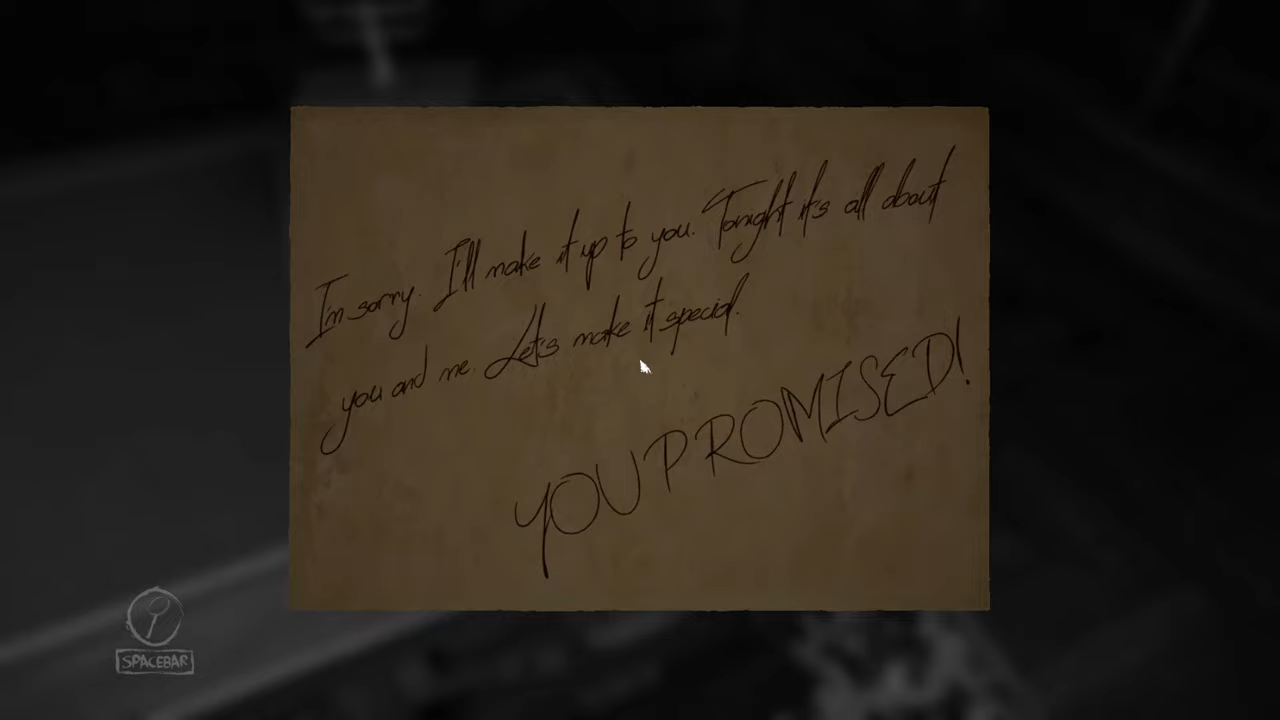 I'm sorry. I'll make it up to you. Tonight it's all about
you and me. Let's make it special.
YOU PROMISED!
SPACEBAR